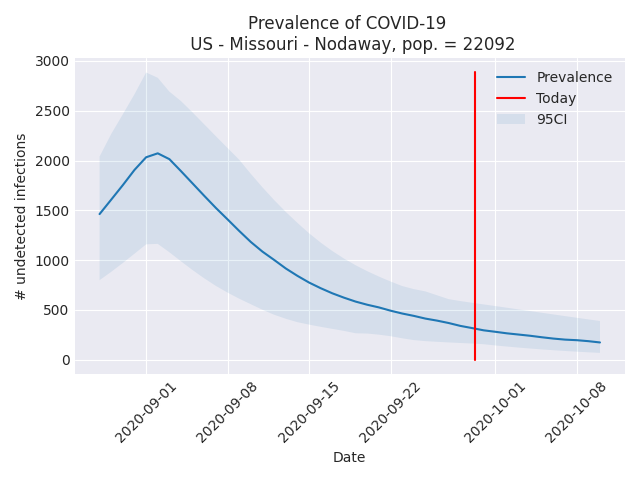 Prevalence of COVID-19
US - Missouri - Nodaway, pop. = 22092
3000
2500
2000
1500
1000
500
0
# undetected infections
Prevalence
Today
95CI
2020-09-01
2020-09-08
2020-09-15
2020-09-22
2020-10-01
2020-10-08
Date